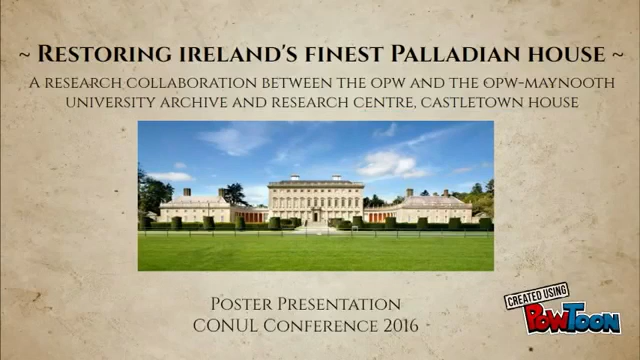 ~ Restoring Ireland's finest Palladian house ~
A research collaboration between the OPW and the OPW-Maynooth
University Archive and Research Centre, Castletown House
Poster Presentation
CONUL Conference 2016
CREATED USING
PowToon